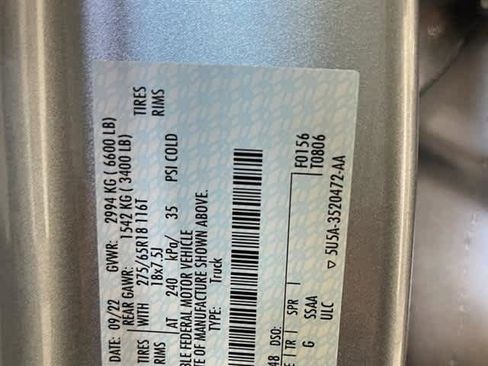 DATE: 09/22 GVWR: 2994 KG ( 6600 LB)
REAR GAWR: 1542 KG ( 3400 LB)
TIRES WITH 275/65R18 116T TIRES
RIMS 18x7.5J RIMS
AT 240 kPa/ 35 PSI COLD
BLE FEDERAL MOTOR VEHICLE
TE OF MANUFACTURE SHOWN ABOVE.
TYPE: Truck
F0156
T0806
48 DSO:
E TR SPR
G SSAA
ULC
▽ 5U5A-3520472-AA